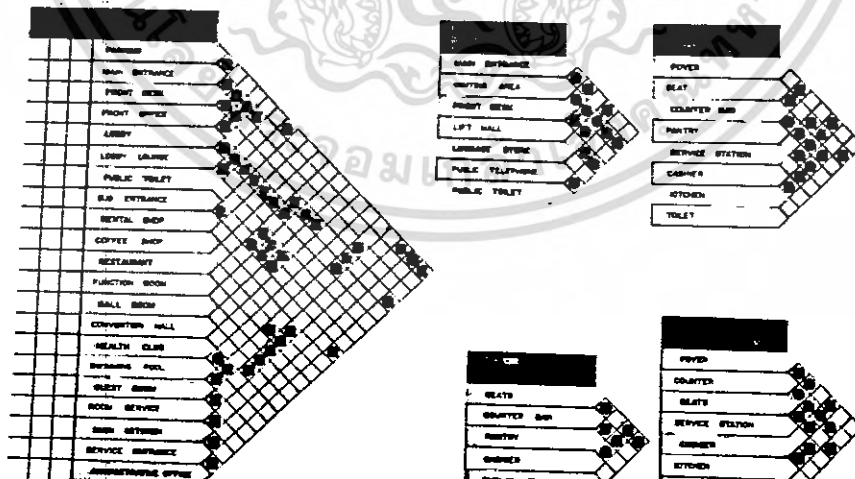 PARKING
MAIN ENTRANCE
FRONT DESK
FRONT OFFICE
LOBBY
LOBBY LOUNGE
PUBLIC TOILET
SUB ENTRANCE
RENTAL SHOP
COFFEE SHOP
RESTAURANT
FUNCTION ROOM
BALL ROOM
CONVENTION HALL
HEALTH CLUB
SWIMMING POOL
GUEST ROOM
ROOM SERVICE
MAIN KITCHEN
SERVICE ENTRANCE
ADMINISTRATIVE OFFICE
MAIN ENTRANCE
WAITING AREA
FRONT DESK
LIFT HALL
LUGGAGE STORE
PUBLIC TELEPHONE
PUBLIC TOILET
FOYER
SEAT
COUNTER BAR
PANTRY
SERVICE STATION
CASHIER
KITCHEN
TOILET
SEATS
COUNTER BAR
PANTRY
CASHIER
FOYER
COUNTER
SEATS
SERVICE STATION
CASHIER
KITCHEN